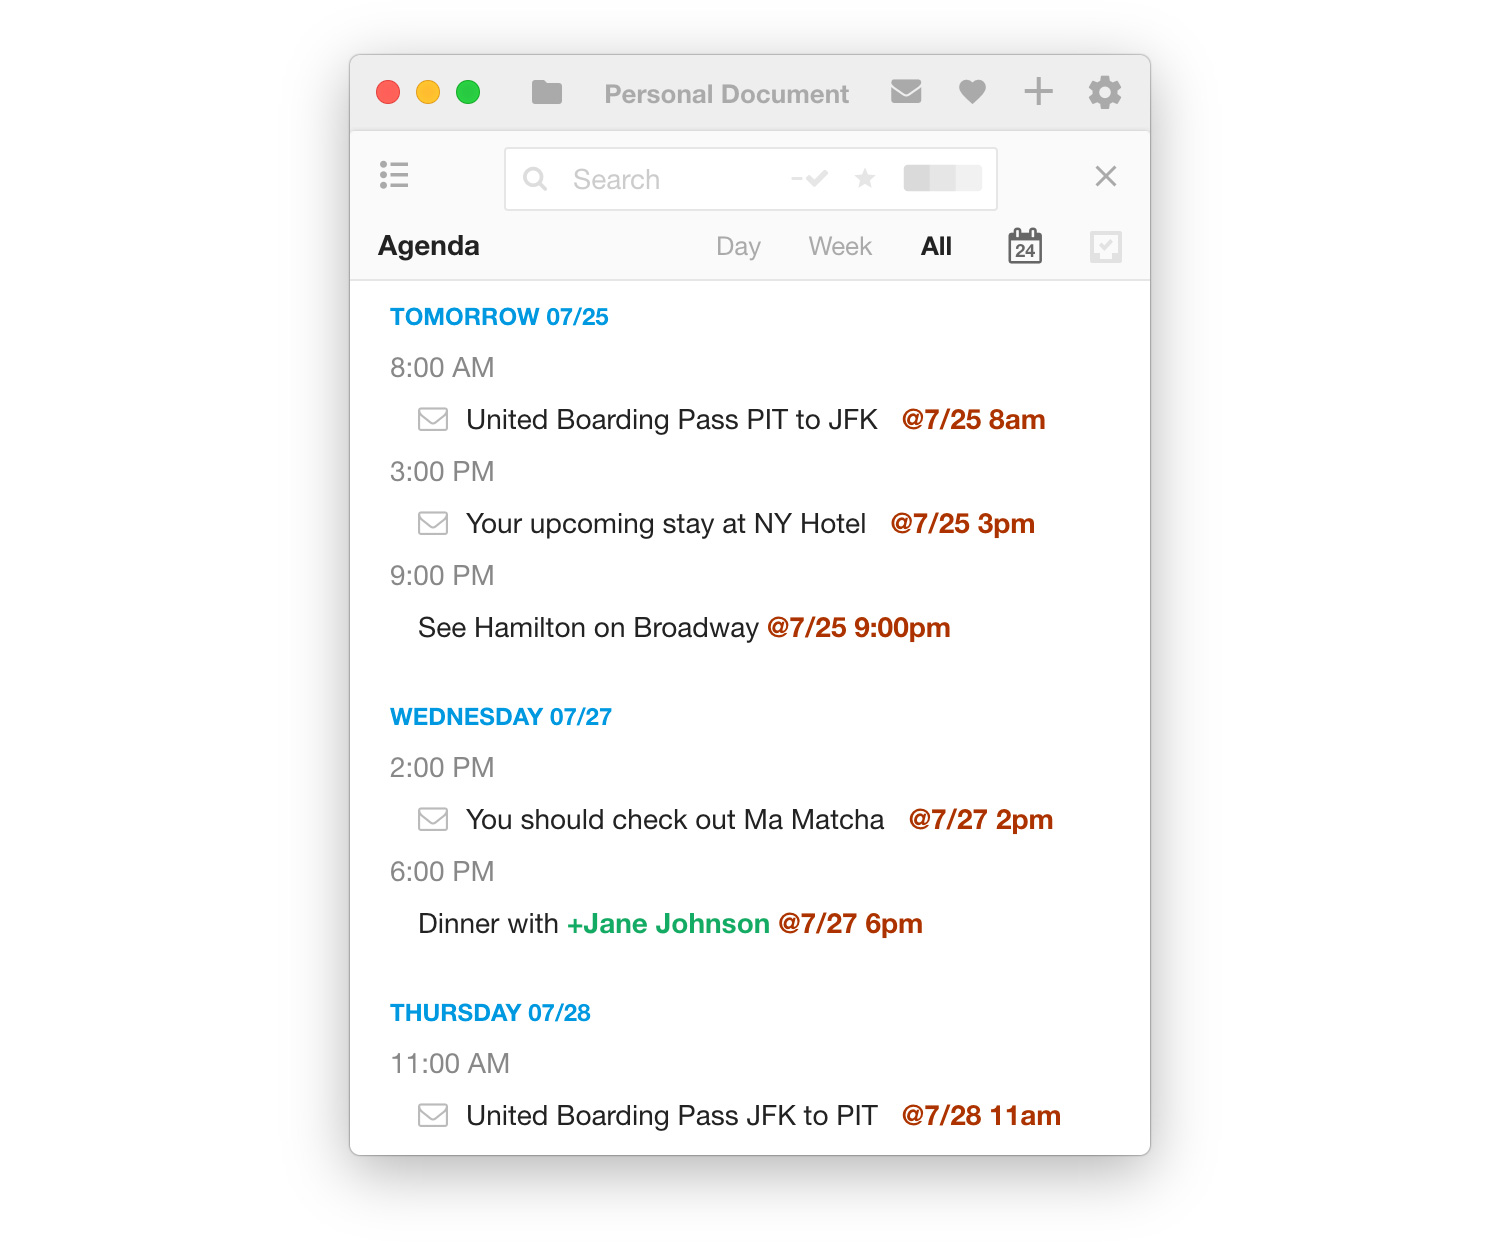 Personal Document
Search
Agenda Day Week All 24
TOMORROW 07/25
8:00 AM
United Boarding Pass PIT to JFK @7/25 8am
3:00 PM
Your upcoming stay at NY Hotel @7/25 3pm
9:00 PM
See Hamilton on Broadway @7/25 9:00pm
WEDNESDAY 07/27
2:00 PM
You should check out Ma Matcha @7/27 2pm
6:00 PM
Dinner with +Jane Johnson @7/27 6pm
THURSDAY 07/28
11:00 AM
United Boarding Pass JFK to PIT @7/28 11am